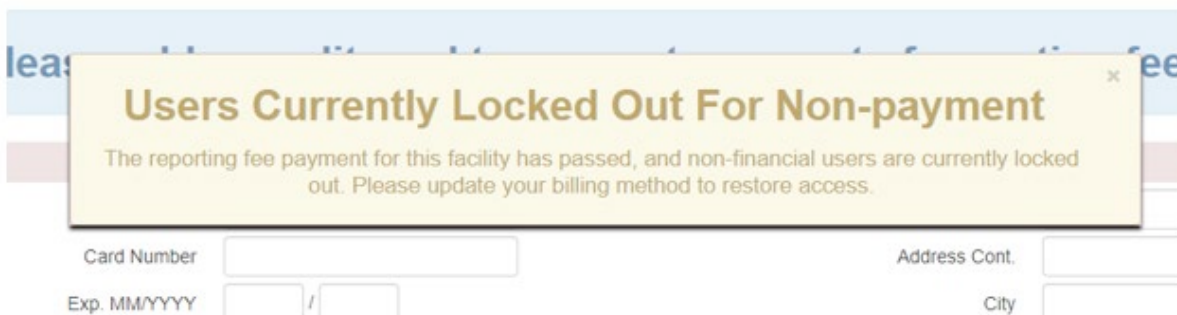 Users Currently Locked Out For Non-payment
×
The reporting fee payment for this facility has passed, and non-financial users are currently locked
out. Please update your billing method to restore access.
Card Number
Address Cont.
Exp. MM/YYYY
/
City